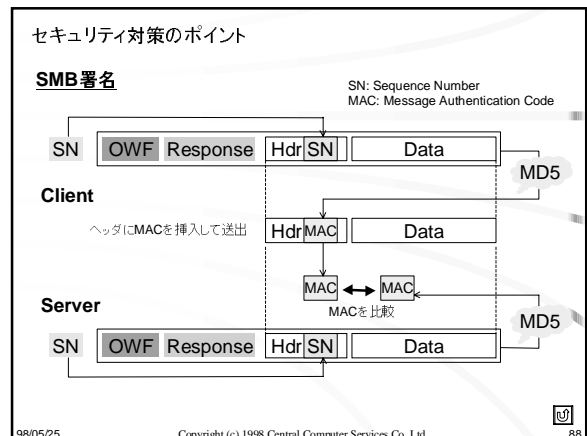 セキュリティ対策のポイント
SMB署名
SN: Sequence Number
MAC: Message Authentication Code
SN OWF Response Hdr SN Data
MD5
Client
ヘッダにMACを挿入して送出 Hdr MAC Data
MAC MAC
MACを比較
Server
MD5
SN OWF Response Hdr SN Data
98/05/25 Copyright (c) 1998 Central Computer Services Co. Ltd 88